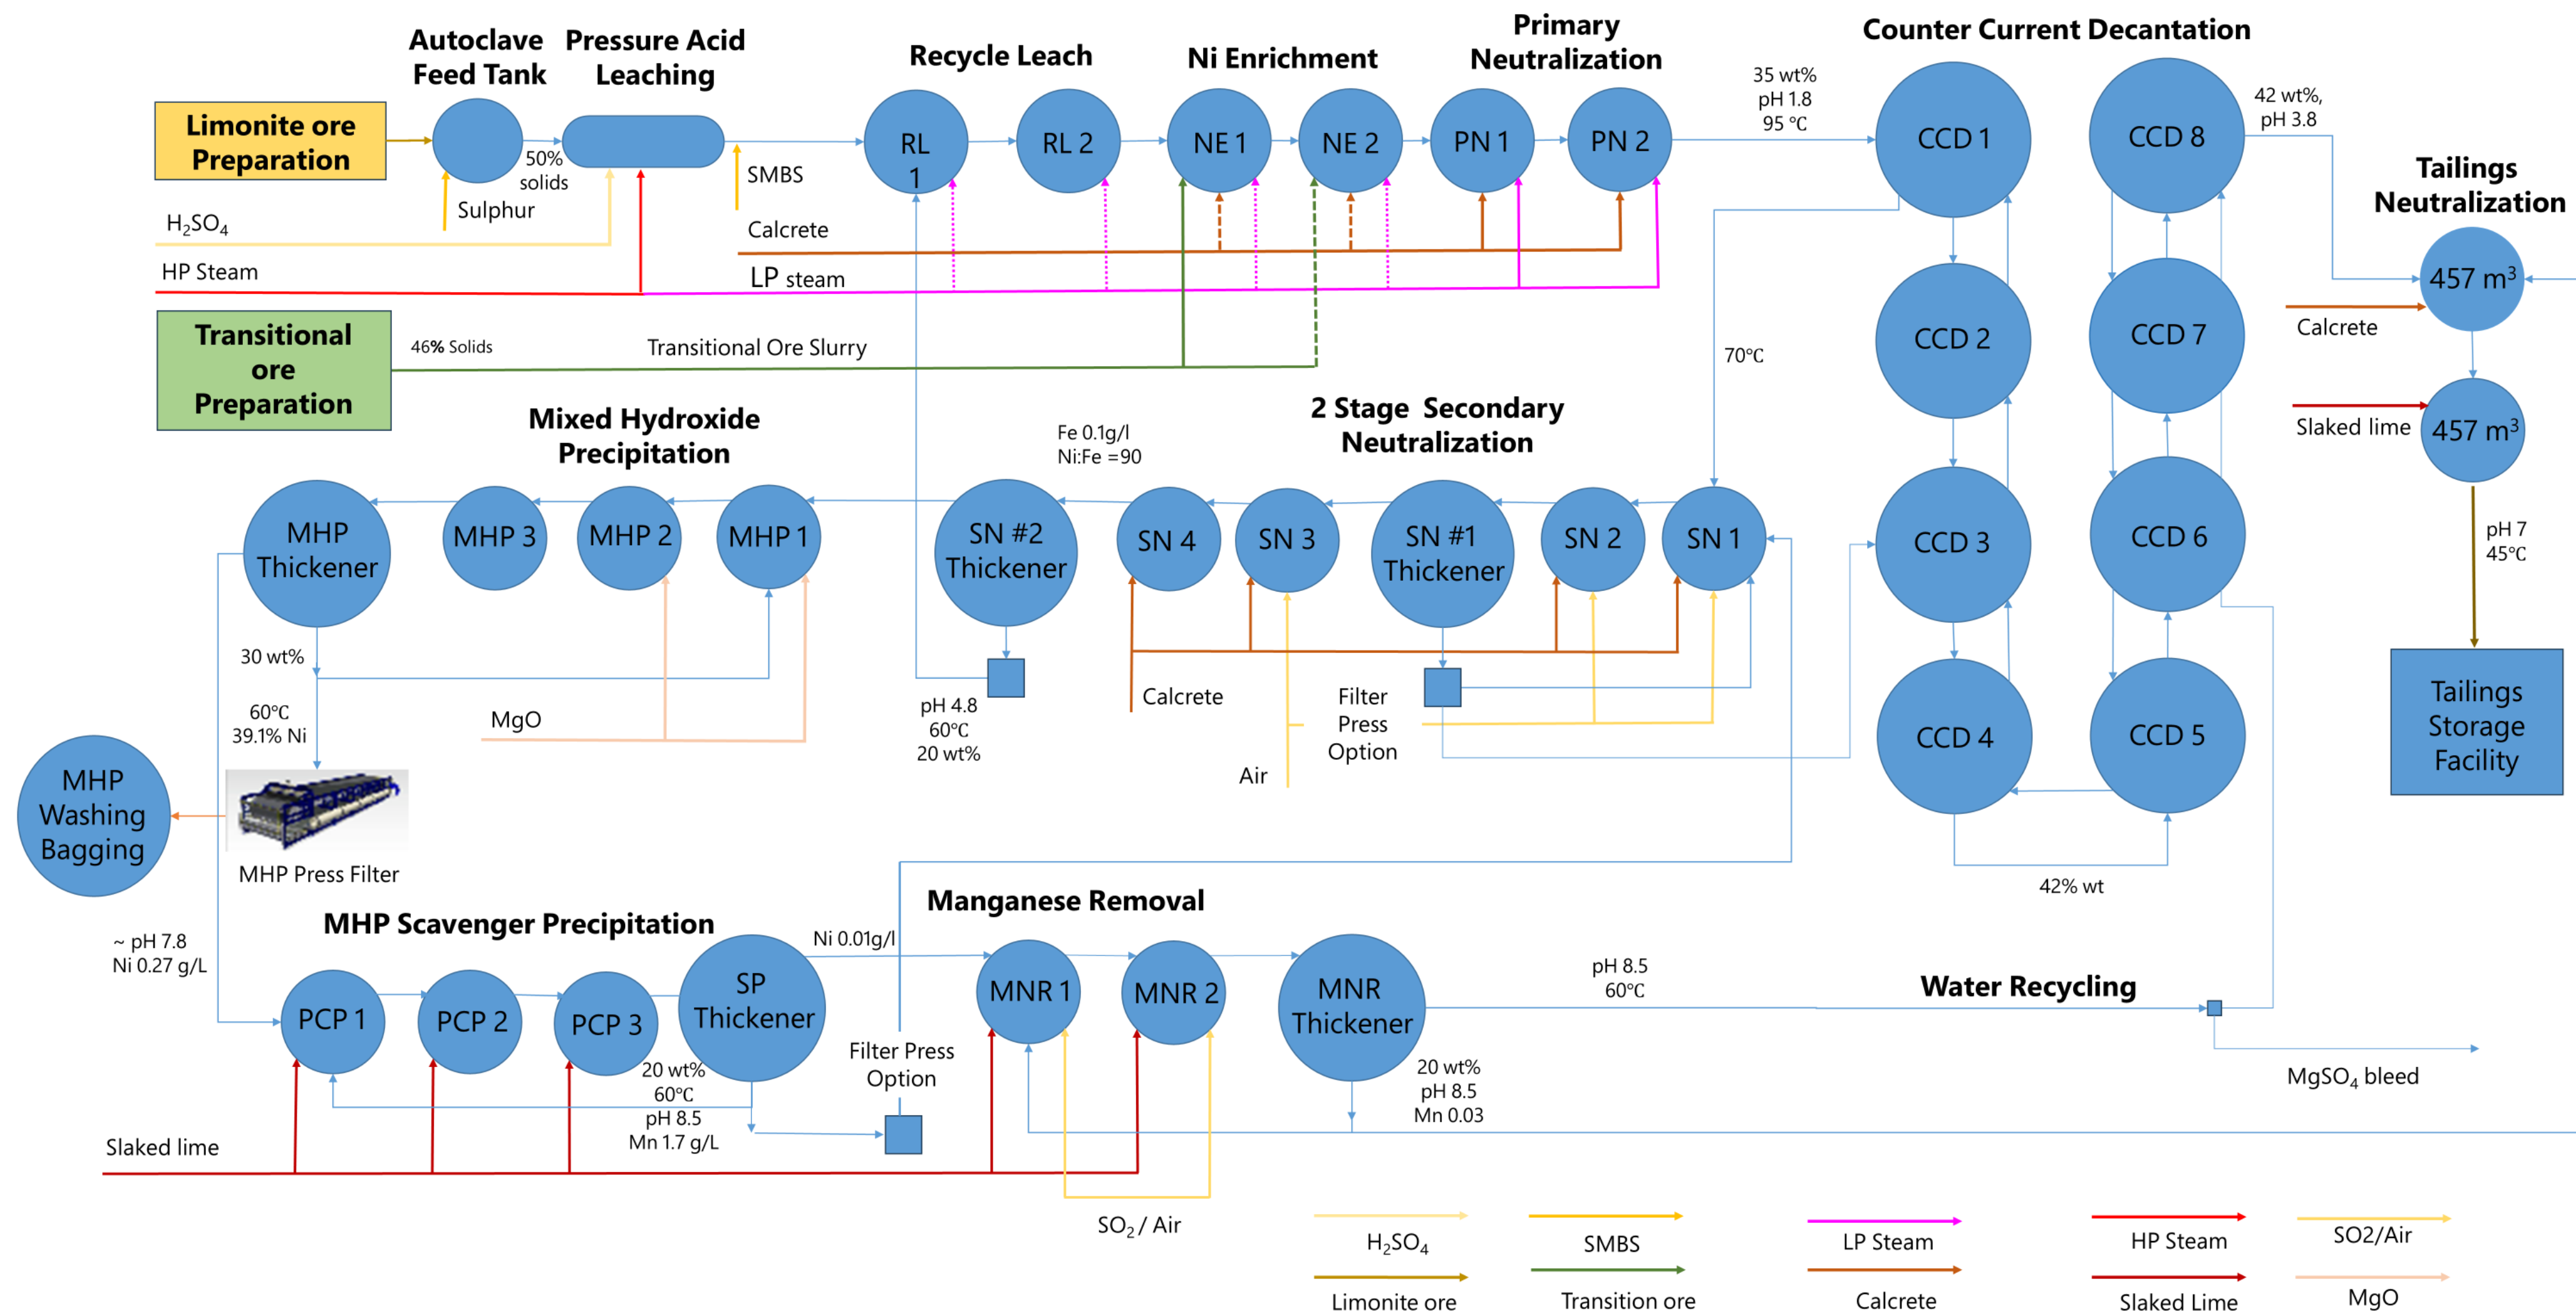 Autoclave
Feed Tank
Pressure Acid
Leaching
Recycle Leach
Ni Enrichment
Primary
Neutralization
Counter Current Decantation
Limonite ore
Preparation
50%
solids
Sulphur
H₂SO₄
HP Steam
SMBS
Calcrete
LP steam
RL
1
RL 2
NE 1
NE 2
PN 1
PN 2
35 wt%
pH 1.8
95 ℃
CCD 1
CCD 8
42 wt%,
pH 3.8
Tailings
Neutralization
457 m³
Calcrete
Slaked lime
457 m³
pH 7
45℃
Tailings
Storage
Facility
Transitional
ore
Preparation
46% Solids
Transitional Ore Slurry
70℃
CCD 2
CCD 7
CCD 3
CCD 6
CCD 4
CCD 5
42% wt
Mixed Hydroxide
Precipitation
Fe 0.1g/l
Ni:Fe =90
2 Stage Secondary
Neutralization
MHP
Thickener
MHP 3
MHP 2
MHP 1
SN #2
Thickener
SN 4
SN 3
SN #1
Thickener
SN 2
SN 1
30 wt%
60℃
39.1% Ni
MgO
pH 4.8
60℃
20 wt%
Calcrete
Air
Filter
Press
Option
MHP
Washing
Bagging
MHP Press Filter
MHP Scavenger Precipitation
Manganese Removal
~ pH 7.8
Ni 0.27 g/L
PCP 1
PCP 2
PCP 3
SP
Thickener
Ni 0.01g/l
MNR 1
MNR 2
MNR
Thickener
pH 8.5
60℃
Water Recycling
MgSO₄ bleed
20 wt%
60℃
pH 8.5
Mn 1.7 g/L
Filter Press
Option
20 wt%
pH 8.5
Mn 0.03
Slaked lime
SO₂ / Air
H₂SO₄
SMBS
LP Steam
HP Steam
SO2/Air
Limonite ore
Transition ore
Calcrete
Slaked Lime
MgO